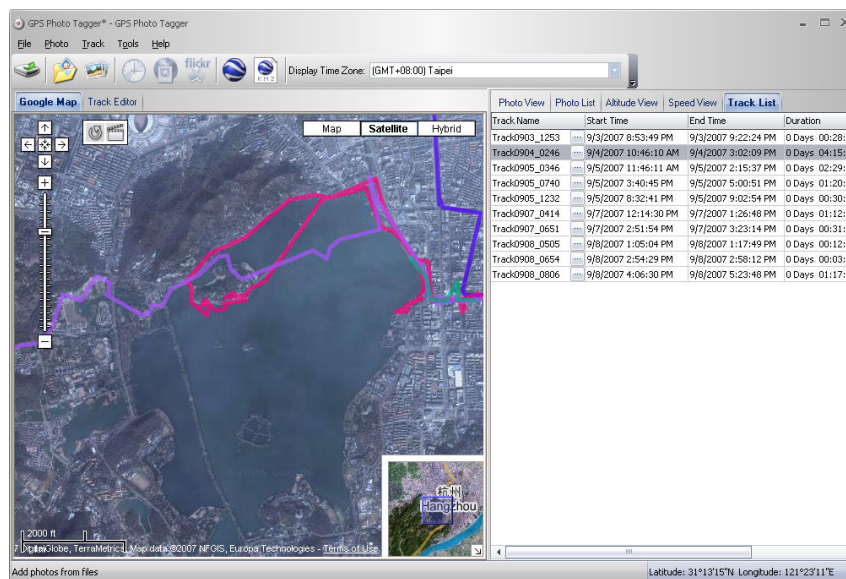 GPS Photo Tagger* - GPS Photo Tagger
File Photo Track Tools Help
flickr KMZ Display Time Zone: (GMT+08:00) Taipei
Google Map Track Editor
Map Satellite Hybrid
2000 ft
DigitalGlobe, TerraMetrics, Map data ©2007 NFGIS, Europa Technologies - Terms of Use
杭州
Hangzhou
Photo View Photo List Altitude View Speed View Track List
Track Name Start Time End Time Duration
Track0903_1253 ... 9/3/2007 8:53:49 PM 9/3/2007 9:22:24 PM 0 Days 00:28:
Track0904_0246 ... 9/4/2007 10:46:10 AM 9/4/2007 3:02:09 PM 0 Days 04:15:
Track0905_0346 ... 9/5/2007 11:46:11 AM 9/5/2007 2:15:37 PM 0 Days 02:29:
Track0905_0740 ... 9/5/2007 3:40:45 PM 9/5/2007 5:00:51 PM 0 Days 01:20:
Track0905_1232 ... 9/5/2007 8:32:41 PM 9/5/2007 9:02:54 PM 0 Days 00:30:
Track0907_0414 ... 9/7/2007 12:14:30 PM 9/7/2007 1:26:48 PM 0 Days 01:12:
Track0907_0651 ... 9/7/2007 2:51:54 PM 9/7/2007 3:23:14 PM 0 Days 00:31:
Track0908_0505 ... 9/8/2007 1:05:04 PM 9/8/2007 1:17:49 PM 0 Days 00:12:
Track0908_0654 ... 9/8/2007 2:54:29 PM 9/8/2007 2:58:12 PM 0 Days 00:03:
Track0908_0806 ... 9/8/2007 4:06:30 PM 9/8/2007 5:23:48 PM 0 Days 01:17:
Add photos from files
Latitude: 31°13'15"N Longitude: 121°23'11"E